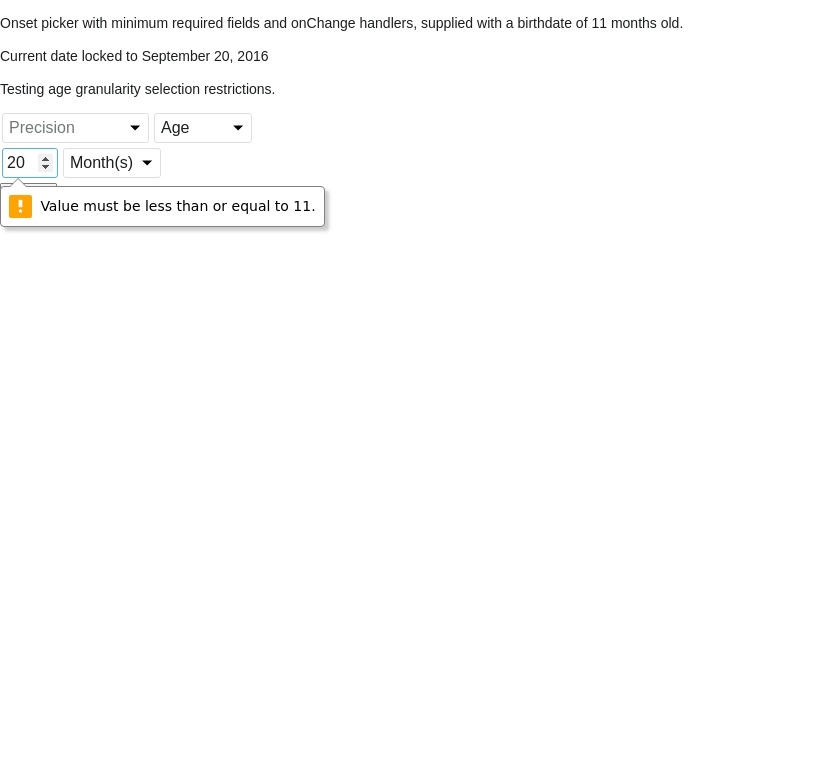 Onset picker with minimum required fields and onChange handlers, supplied with a birthdate of 11 months old.
Current date locked to September 20, 2016
Testing age granularity selection restrictions.
Precision Age
20 Month(s)
Value must be less than or equal to 11.